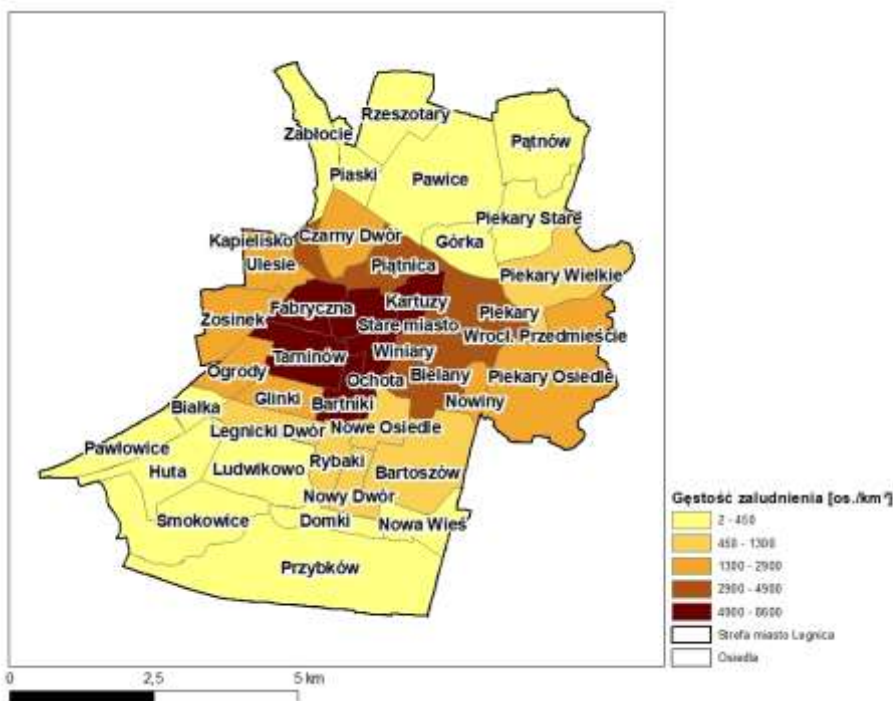 Rzeszotary
Zabłocie
Pątnów
Piaski
Pawice
Piekary Stare
Kąpielisko
Czarny Dwór
Górka
Ulesie
Piątnica
Piekary Wielkie
Fabryczna
Kartuzy
Zosinek
Stare miasto
Piekary
Wrocł. Przedmieście
Tarninów
Winiary
Ogrody
Ochota
Bielany
Piekary Osiedle
Glinki
Bartniki
Nowiny
Białka
Legnicki Dwór
Nowe Osiedle
Pawłowice
Huta
Ludwikowo
Rybaki
Bartoszów
Nowy Dwór
Smokowice
Domki
Nowa Wieś
Przybków
Gęstość zaludnienia [os./km²]
2 - 450
450 - 1300
1300 - 2900
2900 - 4900
4900 - 8600
Strefa miasto Legnica
Osiedla
0
2,5
5 km